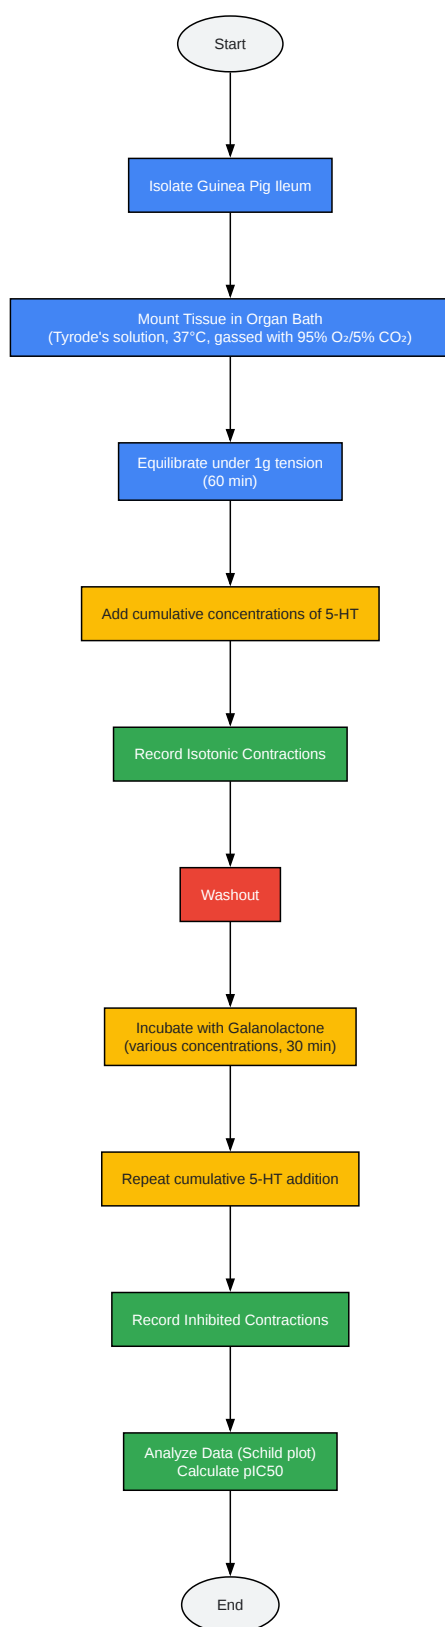 Start
Isolate Guinea Pig Ileum
Mount Tissue in Organ Bath
(Tyrode's solution, 37°C, gassed with 95% O₂/5% CO₂)
Equilibrate under 1g tension
(60 min)
Add cumulative concentrations of 5-HT
Record Isotonic Contractions
Washout
Incubate with Galanolactone
(various concentrations, 30 min)
Repeat cumulative 5-HT addition
Record Inhibited Contractions
Analyze Data (Schild plot)
Calculate pIC50
End